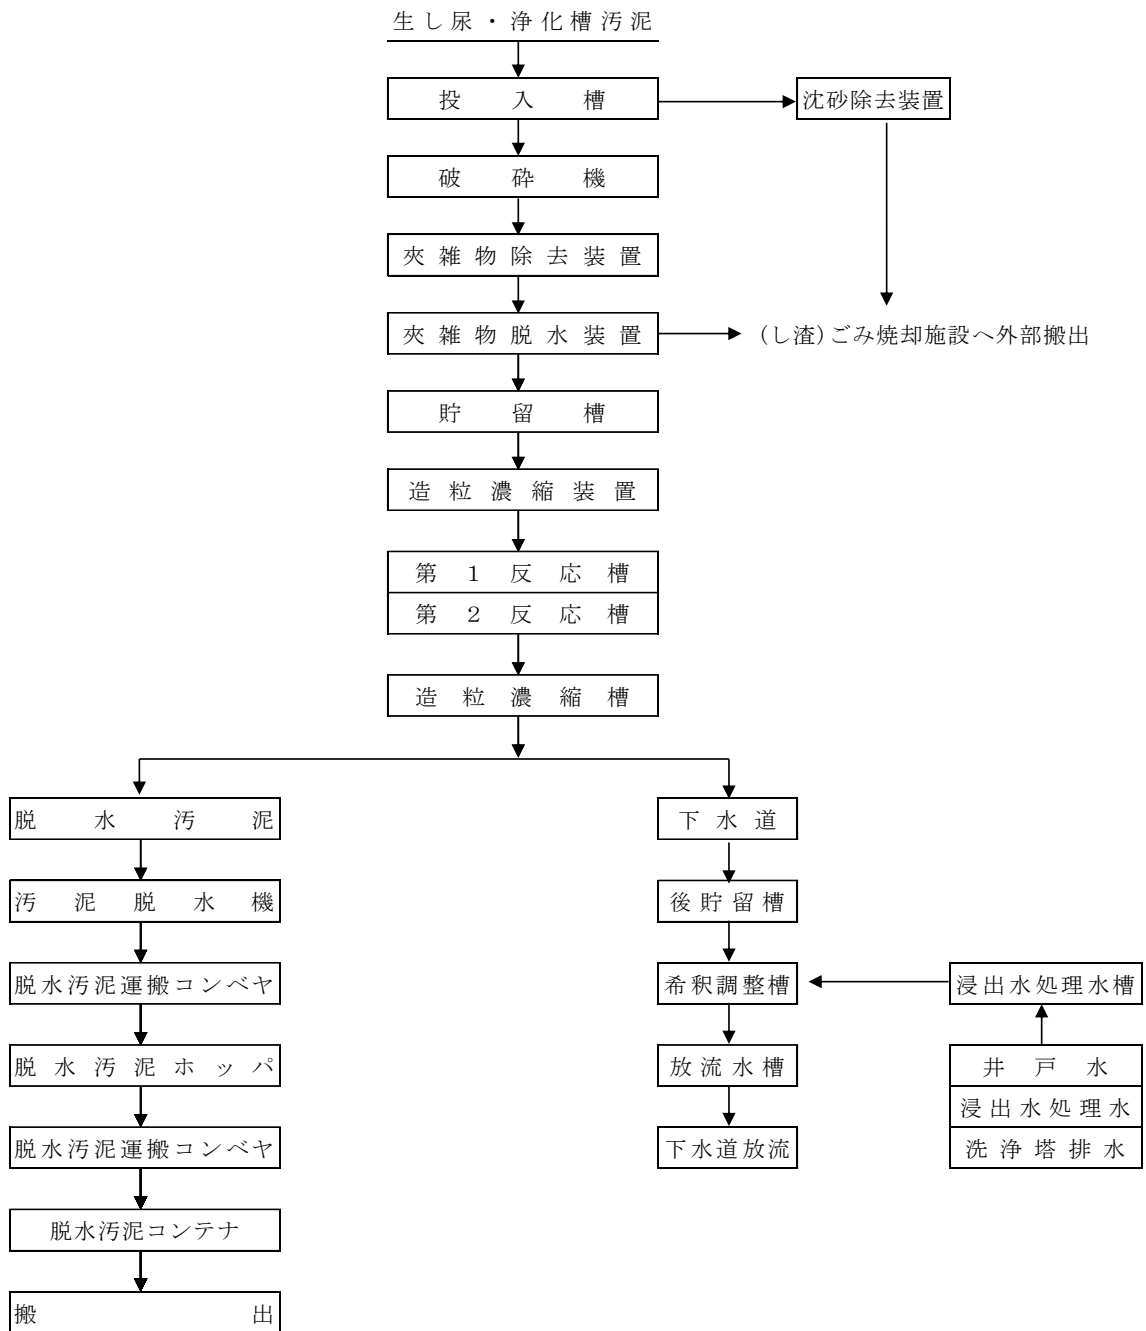 生し尿・浄化槽汚泥
投入槽
沈砂除去装置
破砕機
夾雑物除去装置
夾雑物脱水装置
(し渣)ごみ焼却施設へ外部搬出
貯留槽
造粒濃縮装置
第1反応槽
第2反応槽
造粒濃縮槽
脱水汚泥
汚泥脱水機
脱水汚泥運搬コンベヤ
脱水汚泥ホッパ
脱水汚泥運搬コンベヤ
脱水汚泥コンテナ
搬出
下水道
後貯留槽
希釈調整槽
放流水槽
下水道放流
浸出水処理水槽
井戸水
浸出水処理水
洗浄塔排水